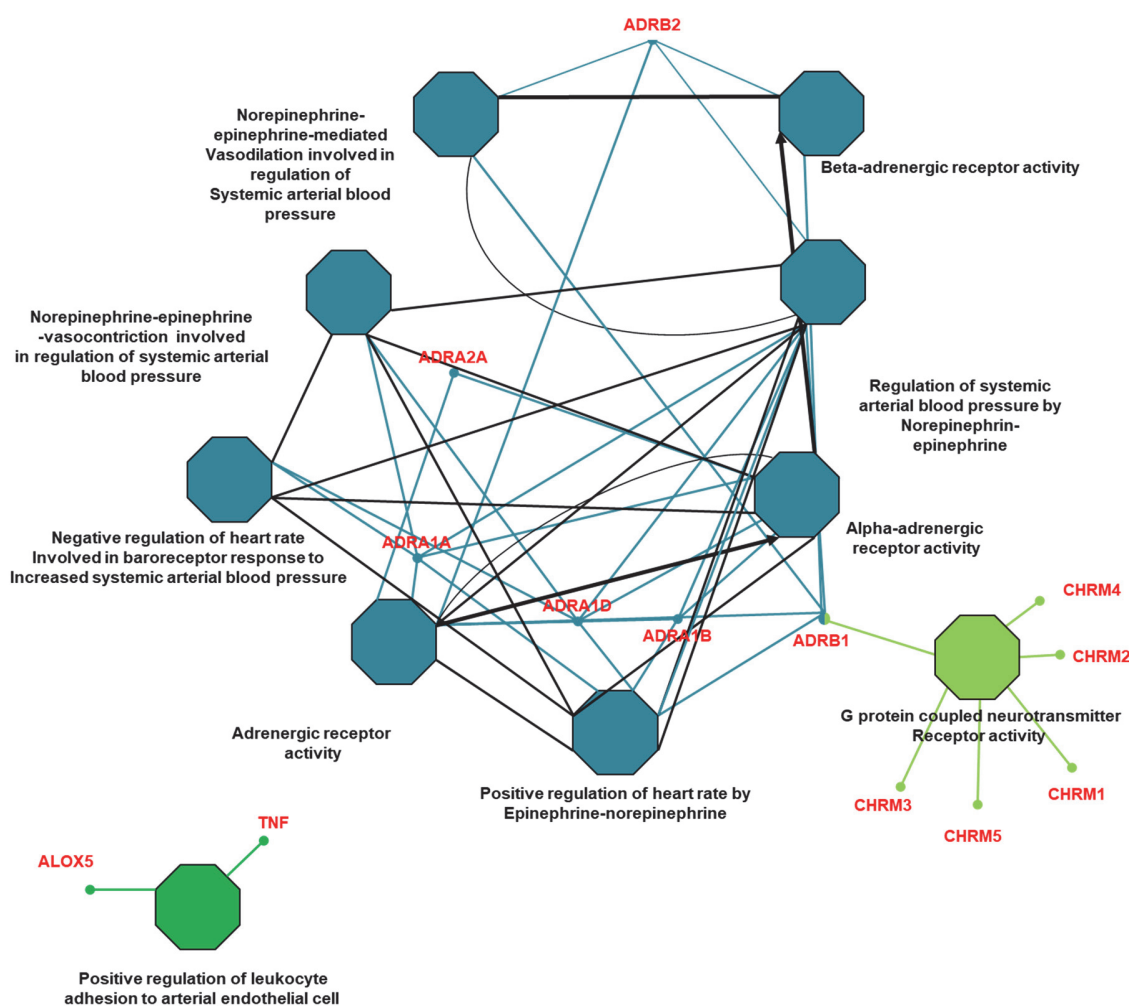 ADRB2
Norepinephrine-
epinephrine-mediated
Vasodilation involved in
regulation of
Systemic arterial blood
pressure
Beta-adrenergic receptor activity
Norepinephrine-epinephrine
-vasocontriction involved
in regulation of systemic arterial
blood pressure
ADRA2A
Regulation of systemic
arterial blood pressure by
Norepinephrin-
epinephrine
Negative regulation of heart rate
Involved in baroreceptor response to
Increased systemic arterial blood pressure
ADRA1A
Alpha-adrenergic
receptor activity
ADRA1D
ADRA1B
ADRB1
CHRM4
CHRM2
G protein coupled neurotransmitter
Receptor activity
Adrenergic receptor
activity
Positive regulation of heart rate by
Epinephrine-norepinephrine
CHRM3
CHRM5
CHRM1
TNF
ALOX5
Positive regulation of leukocyte
adhesion to arterial endothelial cell